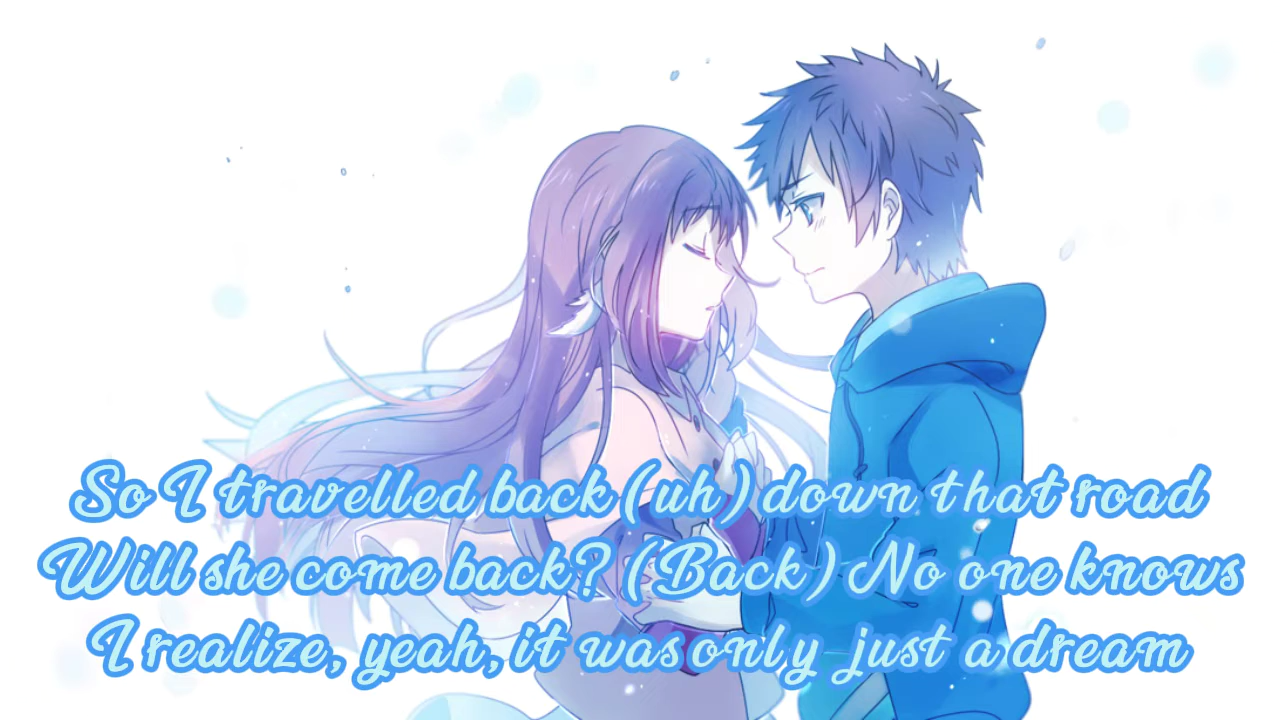 So I travelled back (uh) down that road
Will she come back? (Back) No one knows
I realize, yeah, it was only just a dream